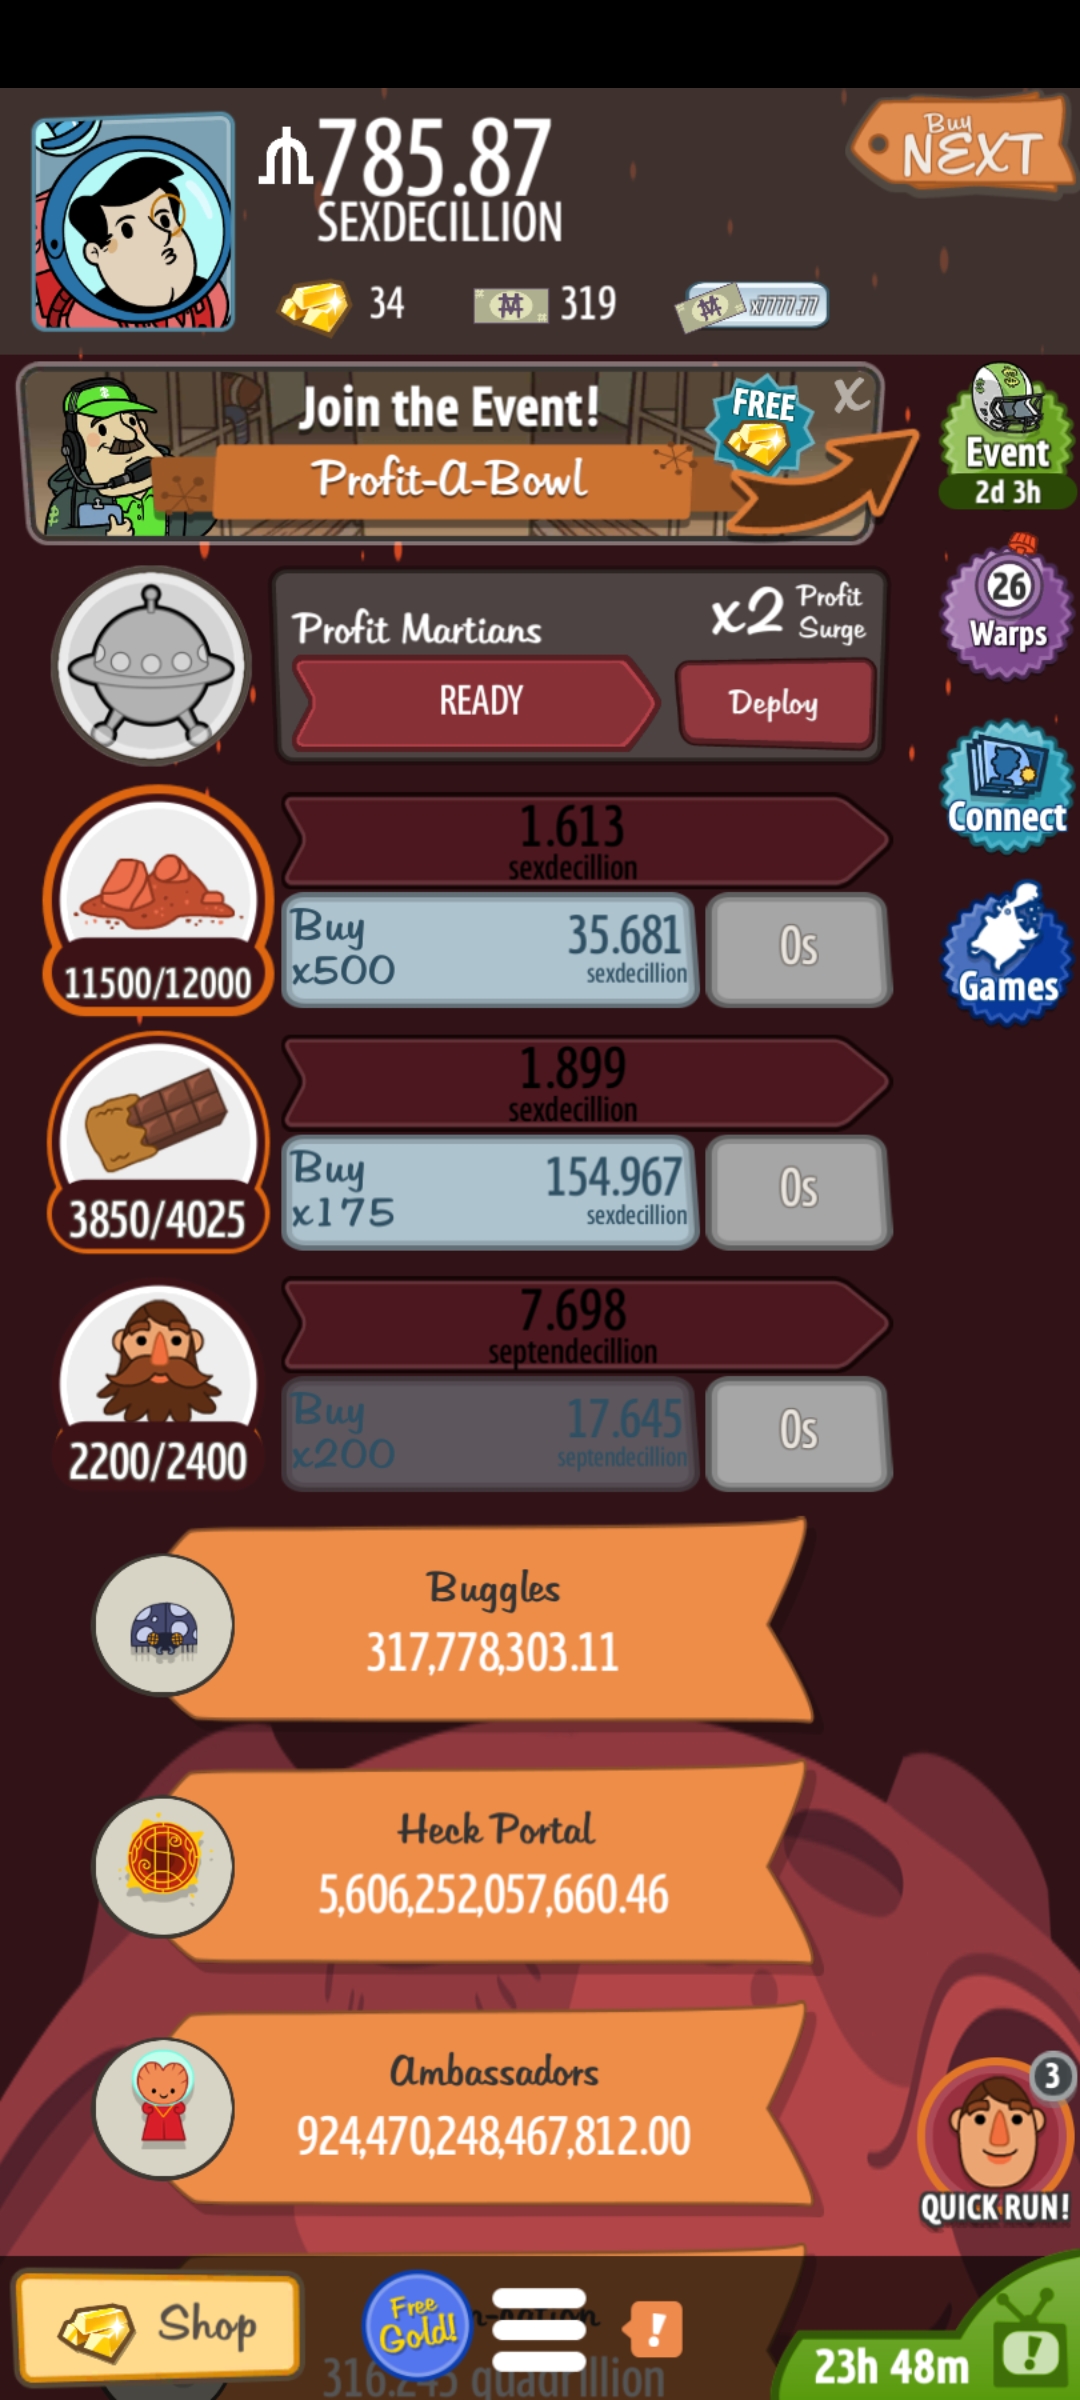 785.87
SEXDECILLION
Buy
NEXT
34
319
x7777.77
Join the Event!
Profit-A-Bowl
FREE
X
Event
2d 3h
26
Warps
Connect
Games
Profit Martians
x2 Profit Surge
READY
Deploy
1.613
sexdecillion
11500/12000
Buy
x500
35.681
sexdecillion
0s
1.899
sexdecillion
3850/4025
Buy
x175
154.967
sexdecillion
0s
7.698
septendecillion
2200/2400
Buy
x200
17.645
septendecillion
0s
Buggles
317,778,303.11
Heck Portal
5,606,252,057,660.46
Ambassadors
924,470,248,467,812.00
3
QUICK RUN!
Shop
Free
Gold!
!
316.245 quadrillion
23h 48m
!